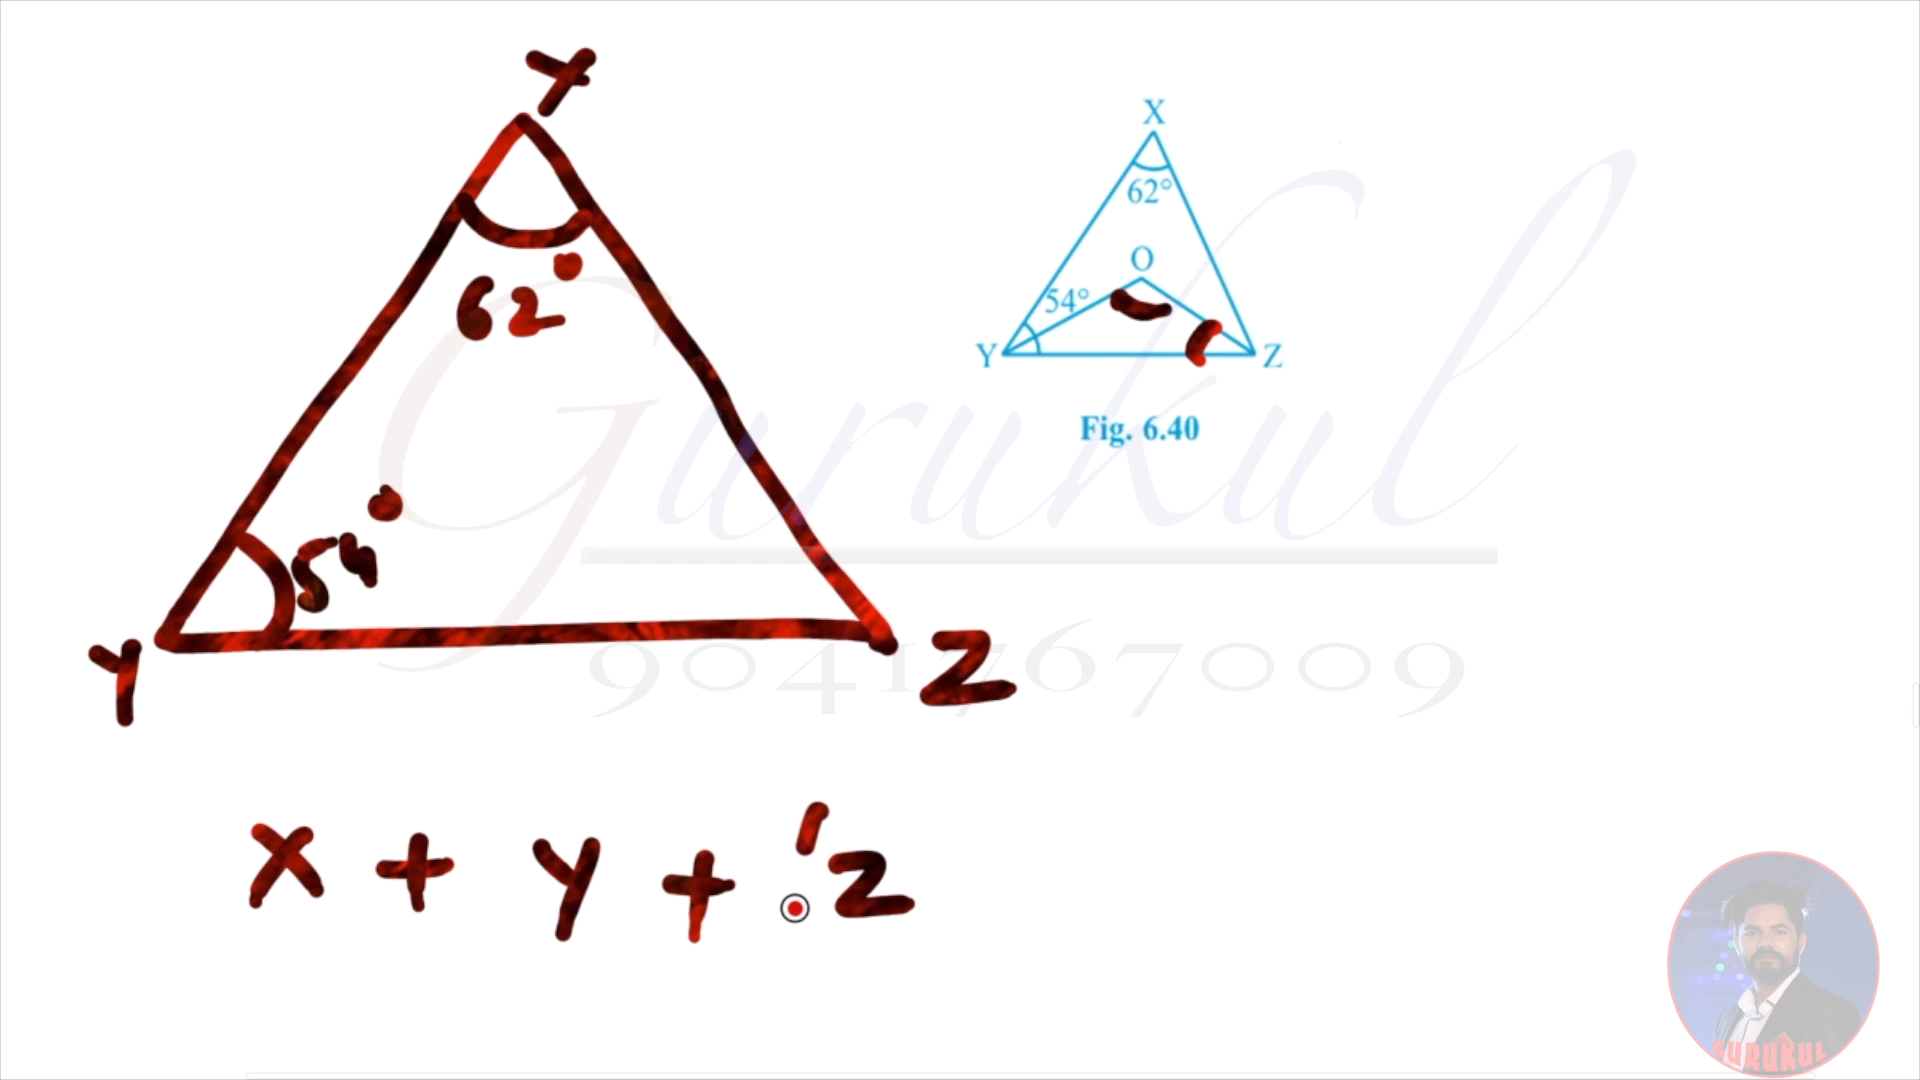 X
62°
54°
Y
Z
X + Y + 'Z
X
62°
O
54°
Y
Z
Fig. 6.40
Gurukul
9041767009
GURUKUL